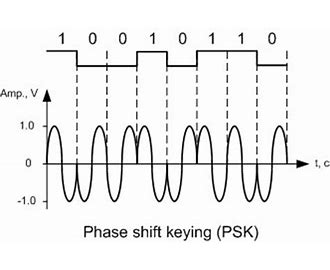 1 0 0 1 0 1 1 0
Amp., V
1.0
0
t, c
-1.0
Phase shift keying (PSK)